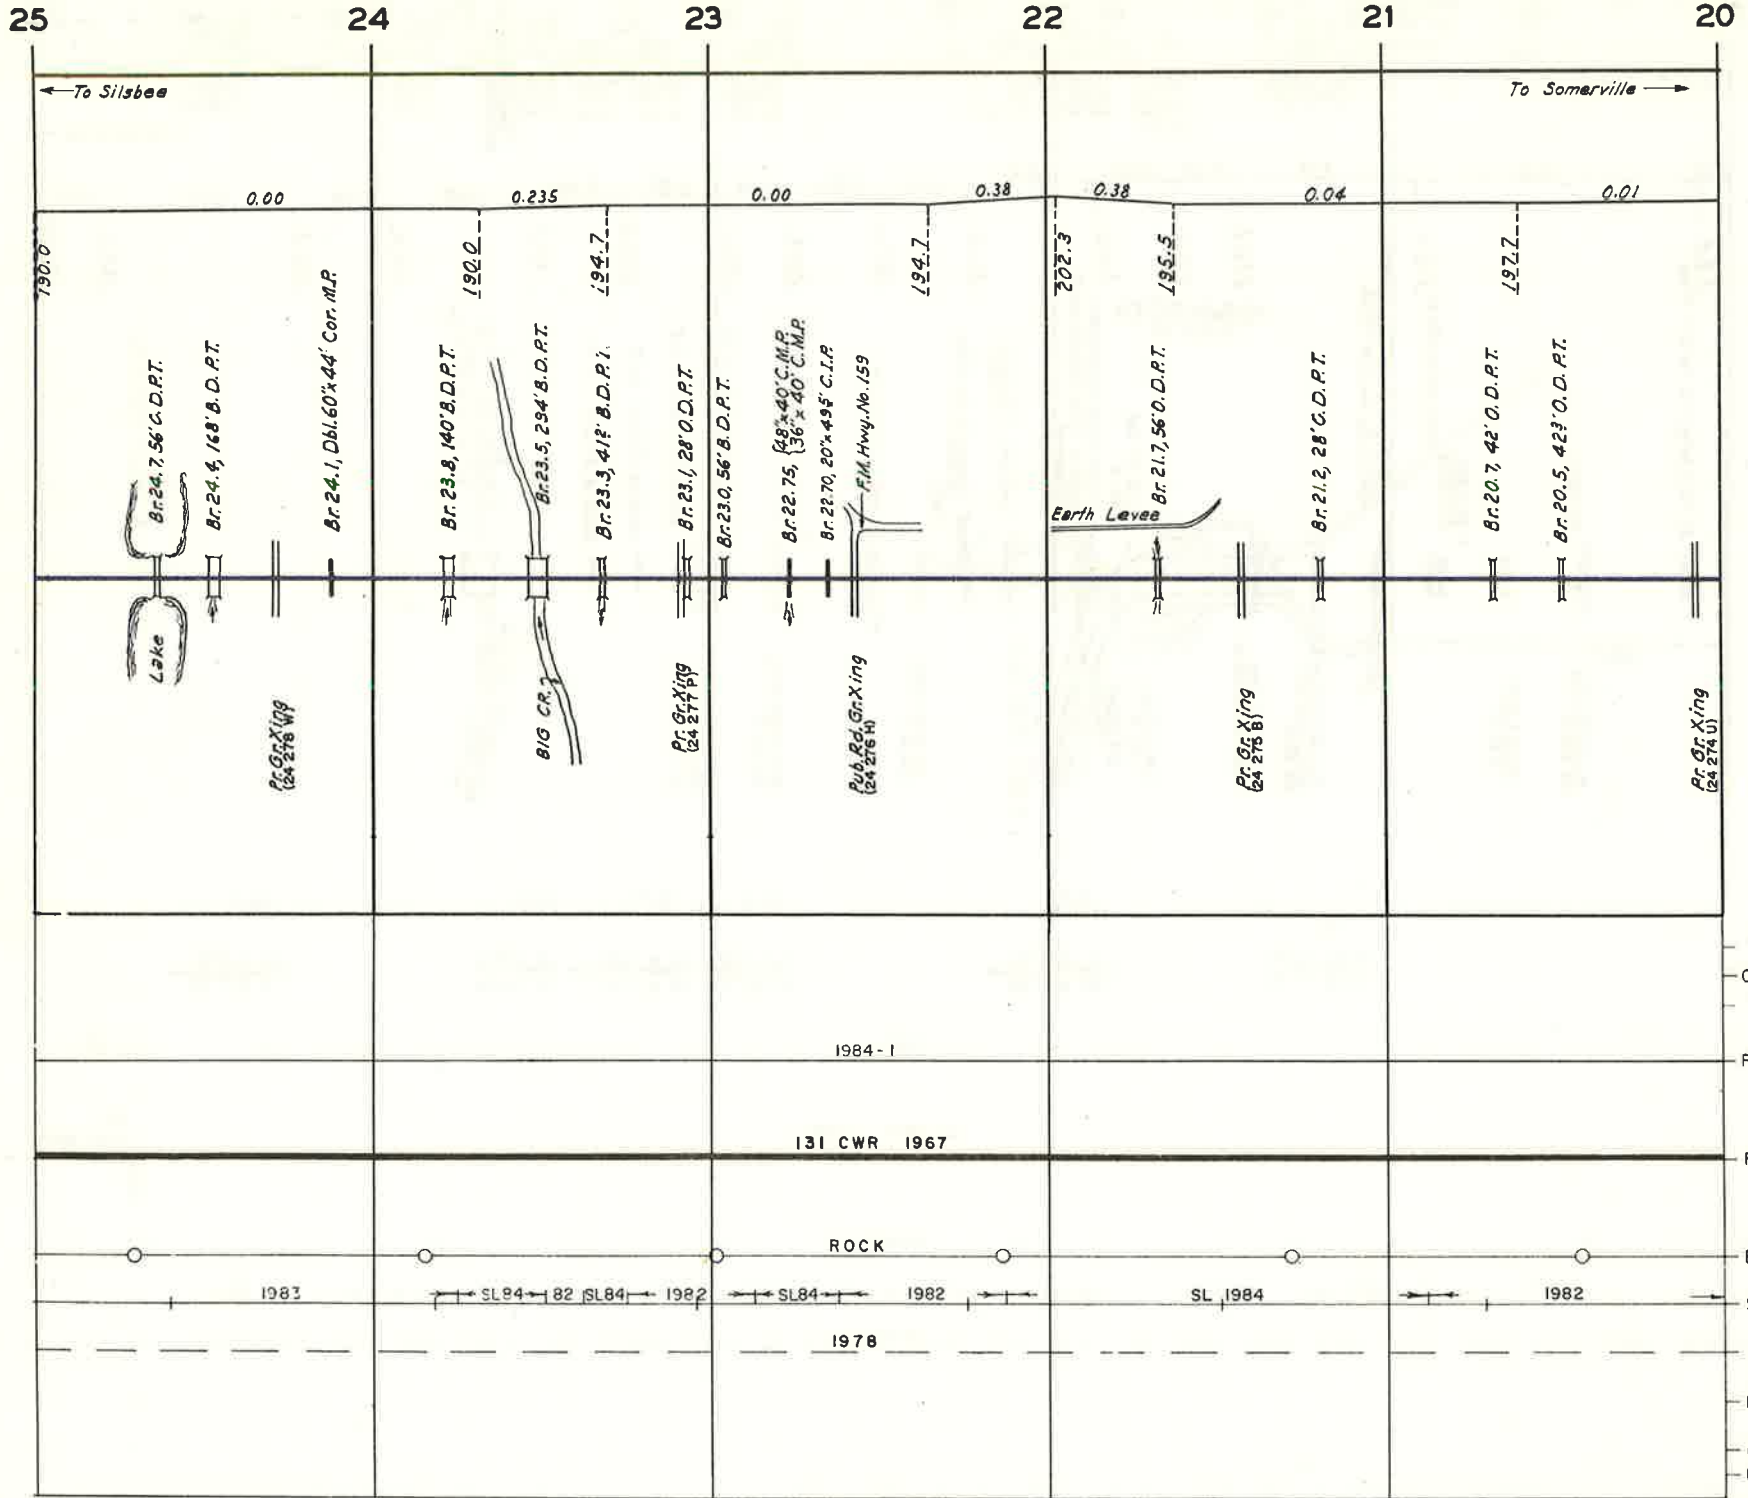 25 24 23 22 21 20
←To Silsbee
To Somerville →
0.00 0.235 0.00 0.38 0.38 0.04 0.01
190.0
190.0
194.7
194.7
202.3
195.5
197.7
Br. 24.7, 56' C.D.P.T.
Br. 24.4, 168' B.D.P.T.
Br. 24.1, Dbl. 60"x44' Cor. M.P.
Br. 23.8, 140' B.D.P.T.
Br. 23.5, 294' B.D.P.T.
Br. 23.3, 412' B.D.P.T.
Br. 23.1, 28' O.D.P.T.
Br. 23.0, 56' B.D.P.T.
Br. 22.75, {48"x40' C.M.P.
{36"x40' C.M.P.
Br. 22.70, 20"x495' C.I.P.
F.M. Hwy. No. 159
Earth Levee
Br. 21.7, 56' O.D.P.T.
Br. 21.2, 28' C.D.P.T.
Br. 20.7, 42' O.D.P.T.
Br. 20.5, 423' O.D.P.T.
Lake
Pr. Gr. Xing
(24 278 W)
BIG CR.
Pr. Gr. Xing
(24 277 P)
Pub. Rd. Gr. Xing
(24 276 H)
Pr. Gr. Xing
(24 275 B)
Pr. Gr. Xing
(24 274 U)
1984-1
131 CWR 1967
ROCK
1983 SL84 82 SL84 1982 SL84 1982 SL 1984 1982
1978